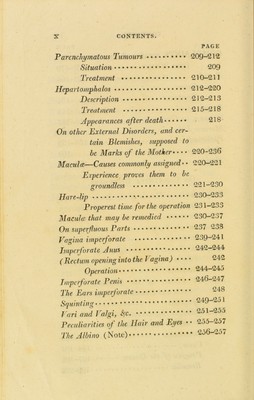 X CONTENTS.
PAGE
Parenchymatous Tumours ·········· 209-212
Situation ·················· 209
Treatment ················ 210-211
Hepartomphalos ················ 212-220
Description ················ 212-213
Treatment ················ 215-218
Appearances after death······ 218
On other External Disorders, and cer-
tain Blemishes, supposed to
be Marks of the Mother···· 220-236
Maculæ—Causes commonly assigned·· 220-221
Experience proves them to be
groundless ·············· 221-230
Hare-lip ······················ 230-233
Properest time for the operation 231-233
Maculæ that may be remedied ······ 230-237
On superfluous Parts ············ 237 238
Vagina imperforate ············ 239-241
Imperforate Anus ·············· 242-244
(Rectum opening into the Vagina) ···· 242
Operation·················· 244-245
Imperforate Penis ·············· 246-247
The Ears imperforate·············· 248
Squinting······················ 249-251
Vari and Valgi, &c. ·············· 251-255
Peculiarities of the Hair and Eyes ·· 255-257
The Albino (Note)················ 256-257